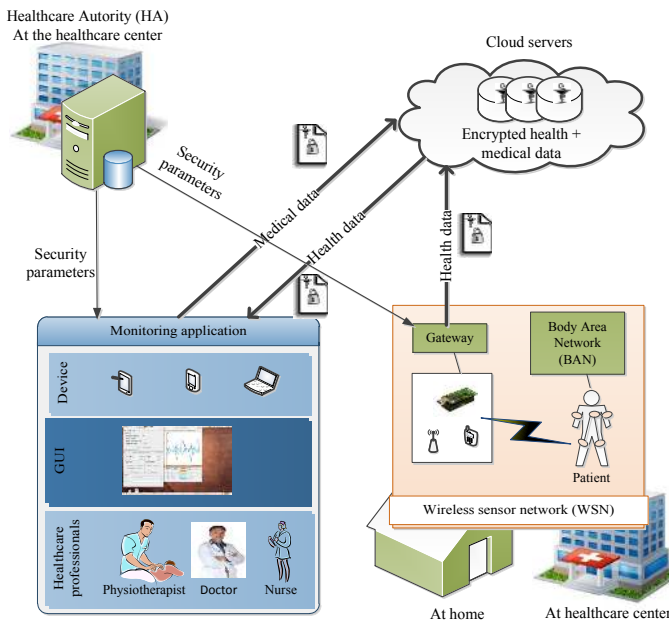 Healthcare Autority (HA)
At the healthcare center
Cloud servers
Encrypted health +
medical data
Security
parameters
Medical data
Health data
Health data
Security
parameters
Monitoring application
Device
GUI
Healthcare
professionals
Physiotherapist
Doctor
Nurse
Gateway
Body Area
Network
(BAN)
Patient
Wireless sensor network (WSN)
At home
At healthcare center